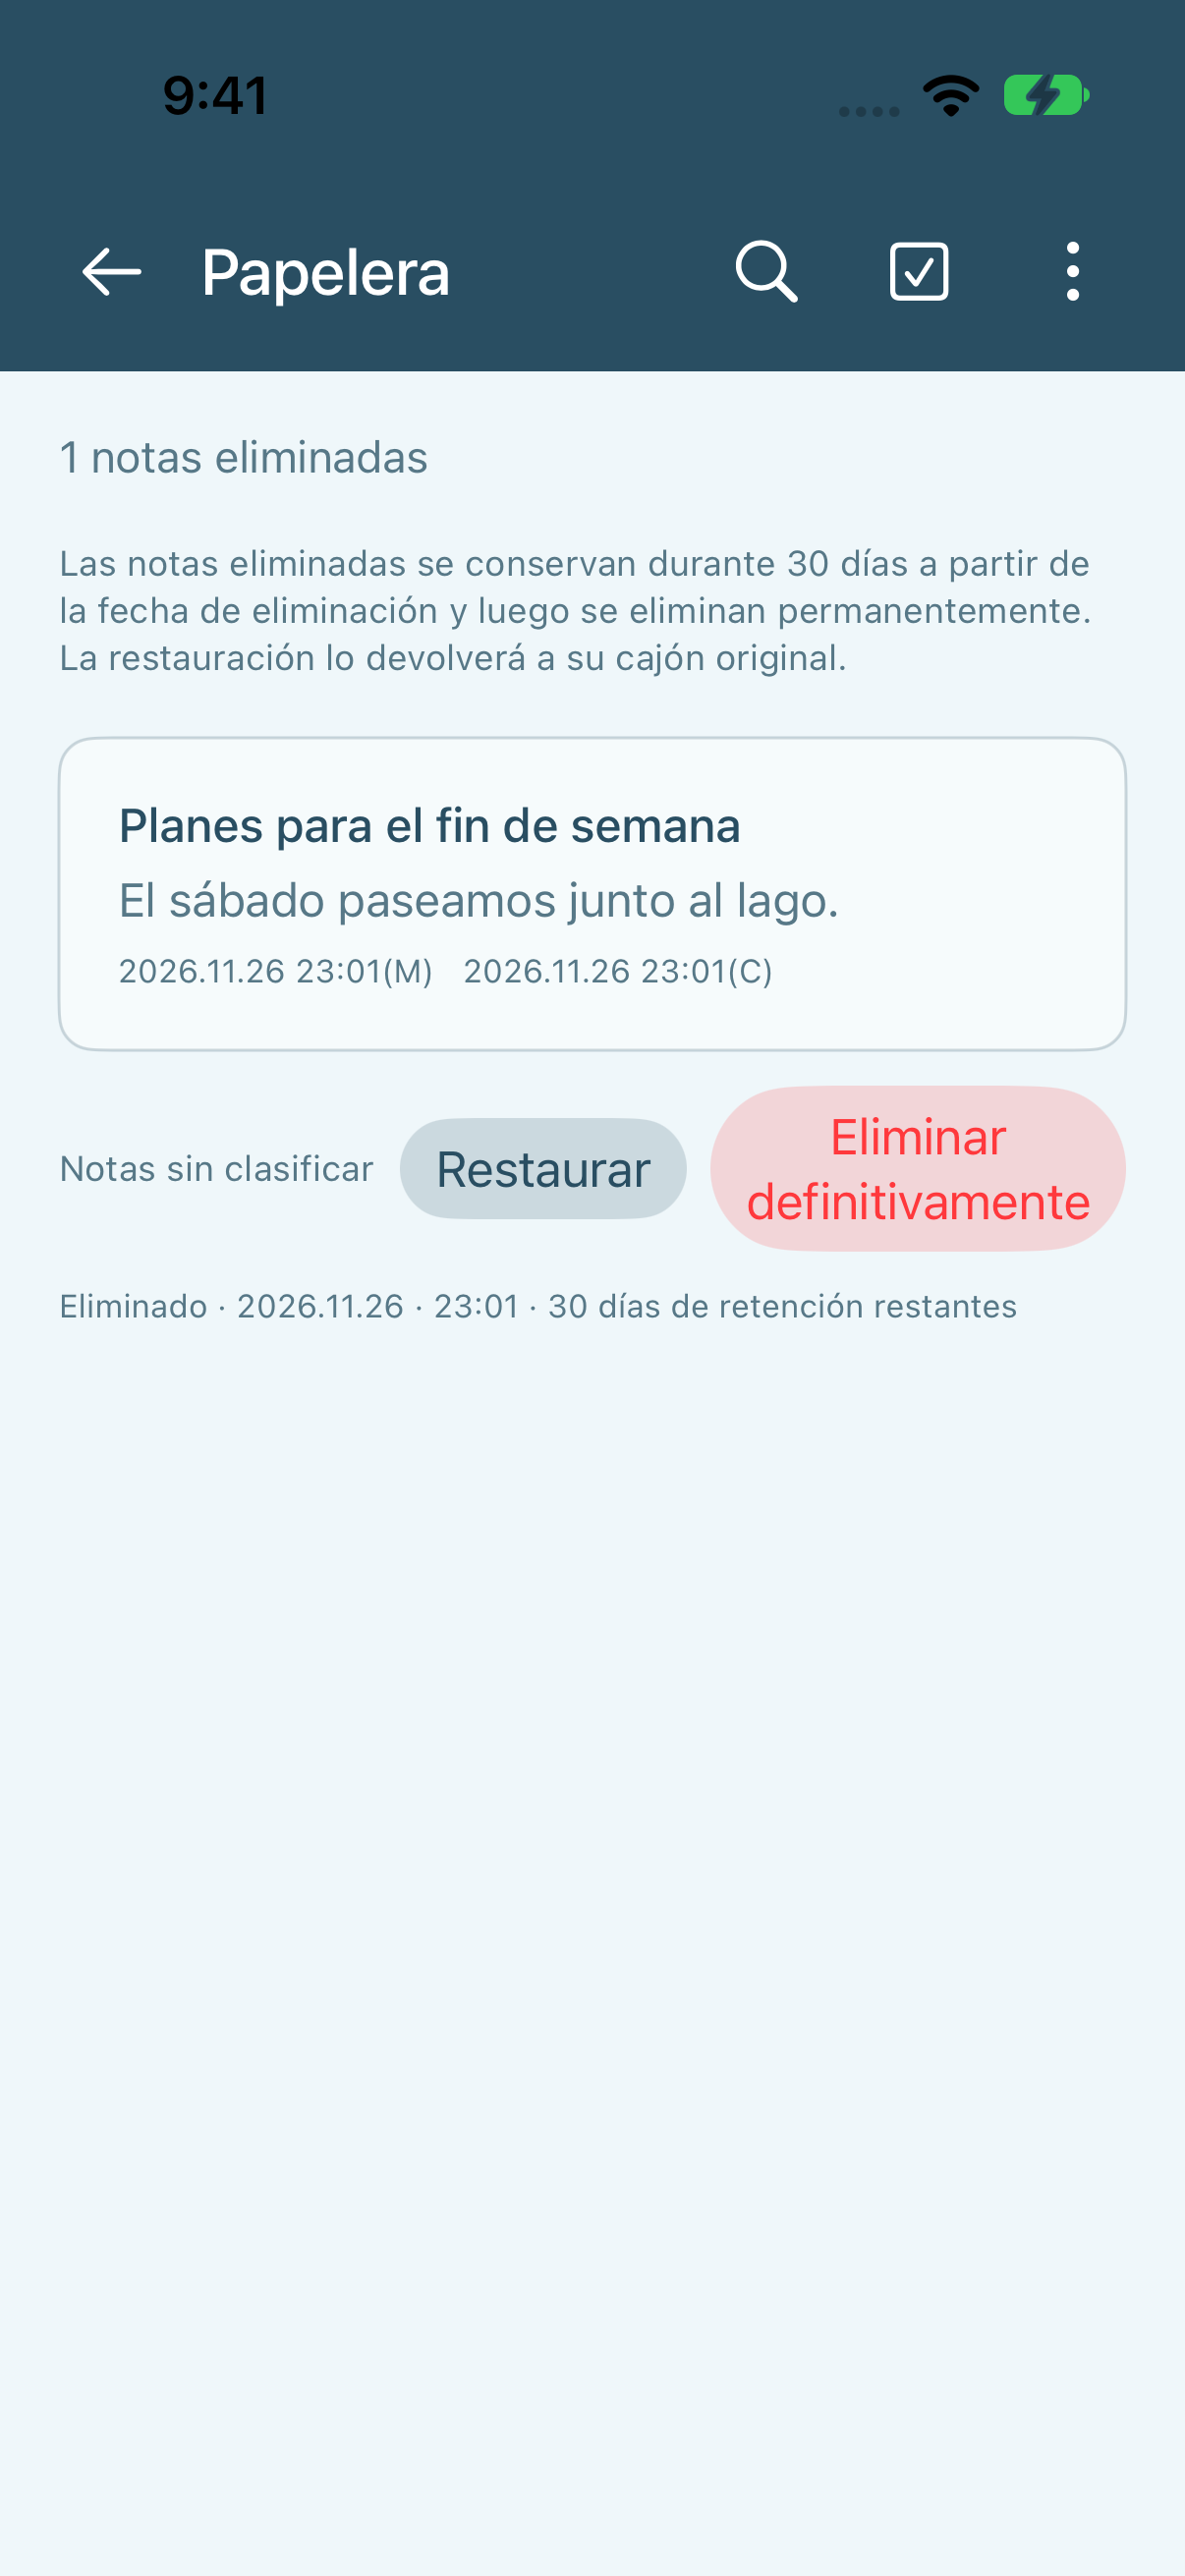 9:41
Papelera
1 notas eliminadas
Las notas eliminadas se conservan durante 30 días a partir de
la fecha de eliminación y luego se eliminan permanentemente.
La restauración lo devolverá a su cajón original.
Planes para el fin de semana
El sábado paseamos junto al lago.
2026.11.26 23:01(M) 2026.11.26 23:01(C)
Notas sin clasificar
Restaurar
Eliminar
definitivamente
Eliminado · 2026.11.26 · 23:01 · 30 días de retención restantes